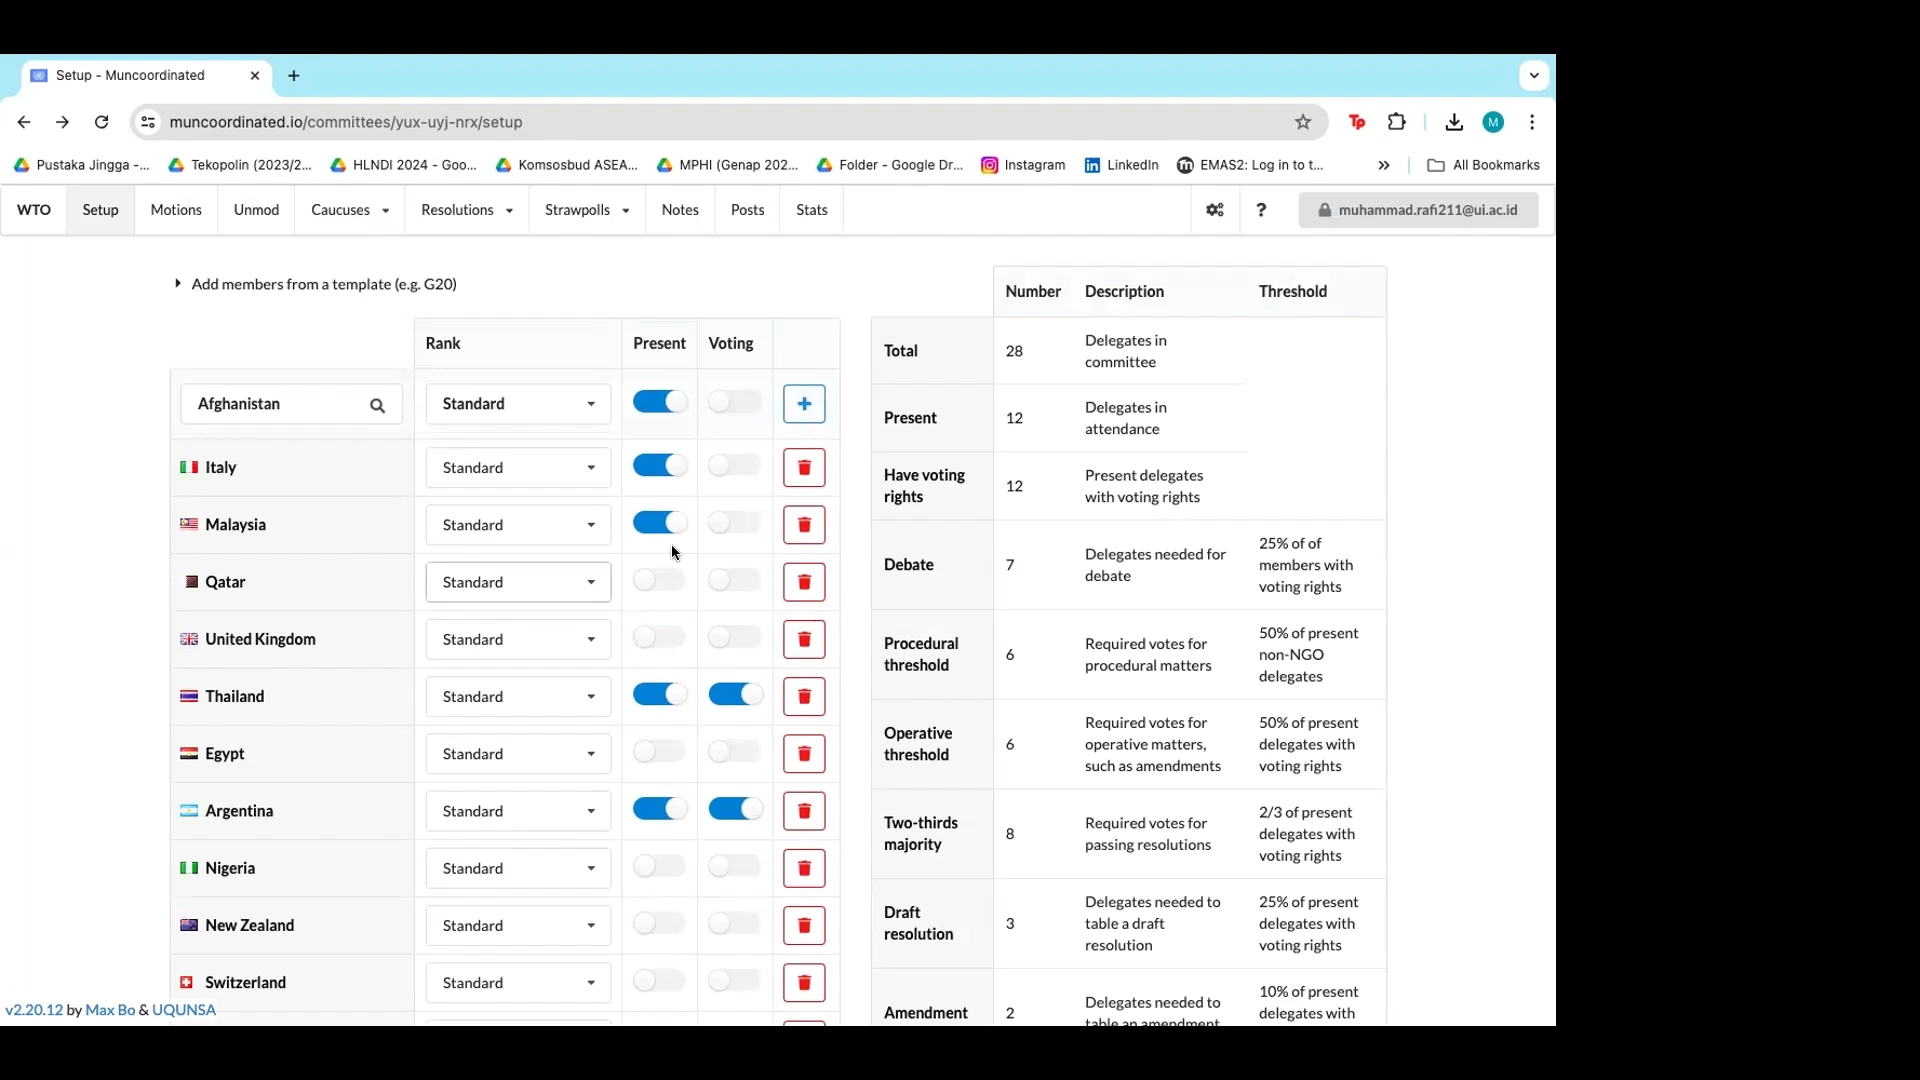 Setup - Muncoordinated
muncoordinated.io/committees/yux-uyj-nrx/setup
Tp
M
Pustaka Jingga -...
Tekopolin (2023/2...
HLNDI 2024 - Goo...
Komsosbud ASEA...
MPHI (Genap 202...
Folder - Google Dr...
Instagram
LinkedIn
EMAS2: Log in to t...
»
All Bookmarks
WTO
Setup
Motions
Unmod
Caucuses
Resolutions
Strawpolls
Notes
Posts
Stats
?
muhammad.rafi211@ui.ac.id
Add members from a template (e.g. G20)
Rank Present Voting
Afghanistan Standard
Italy Standard
Malaysia Standard
Qatar Standard
United Kingdom Standard
Thailand Standard
Egypt Standard
Argentina Standard
Nigeria Standard
New Zealand Standard
Switzerland Standard
Number Description Threshold
Total 28 Delegates in
committee
Present 12 Delegates in
attendance
Have voting
rights
12
Present delegates
with voting rights
Debate
7
Delegates needed for
debate
25% of of
members with
voting rights
Procedural
threshold
6
Required votes for
procedural matters
50% of present
non-NGO
delegates
Operative
threshold
6
Required votes for
operative matters,
such as amendments
50% of present
delegates with
voting rights
Two-thirds
majority
8
Required votes for
passing resolutions
2/3 of present
delegates with
voting rights
Draft
resolution
3
Delegates needed to
table a draft
resolution
25% of present
delegates with
voting rights
Amendment
2
Delegates needed to
table an amendment
10% of present
delegates with
v2.20.12 by Max Bo & UQUNSA